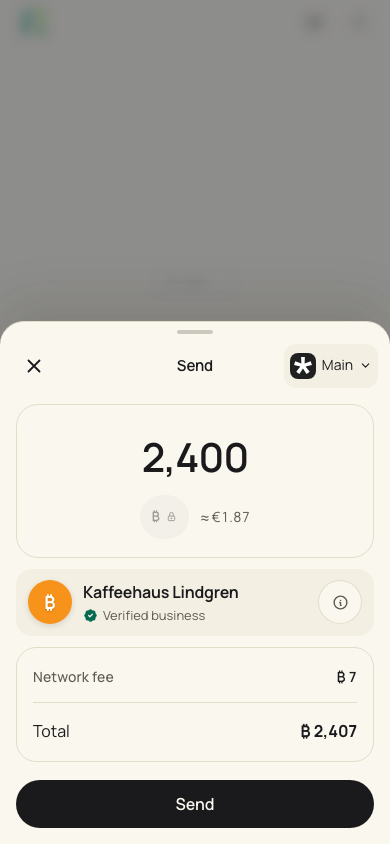 Send
Main
2,400
₿
≈ €1.87
₿
Kaffeehaus Lindgren
Verified business
Network fee
₿ 7
Total
₿ 2,407
Send